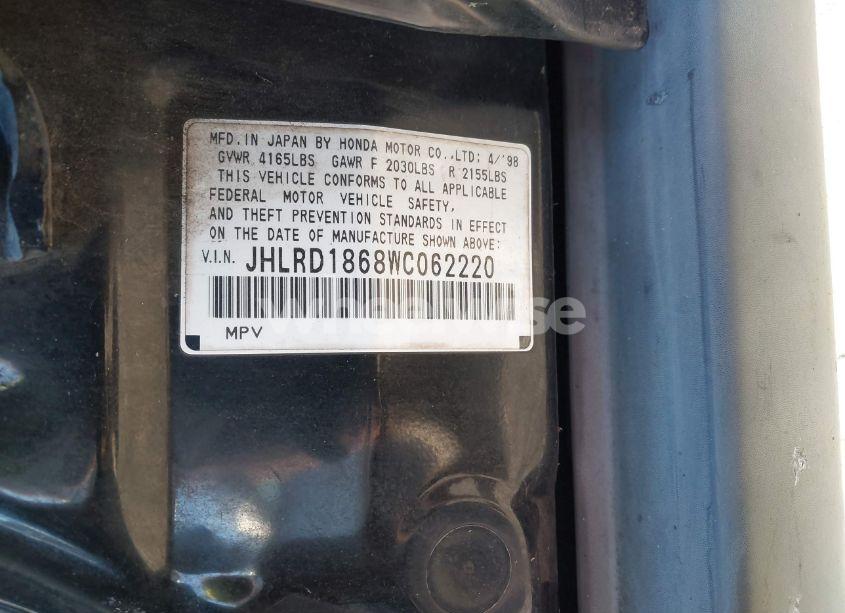 MFD.IN JAPAN BY HONDA MOTOR CO.,LTD: 4/'98
GVWR 4165LBS GAWR F 2030LBS R 2155LBS
THIS VEHICLE CONFORMS TO ALL APPLICABLE
FEDERAL MOTOR VEHICLE SAFETY,
AND THEFT PREVENTION STANDARDS IN EFFECT
ON THE DATE OF MANUFACTURE SHOWN ABOVE:
V.I.N. JHLRD1868WC062220
wheelwise
MPV